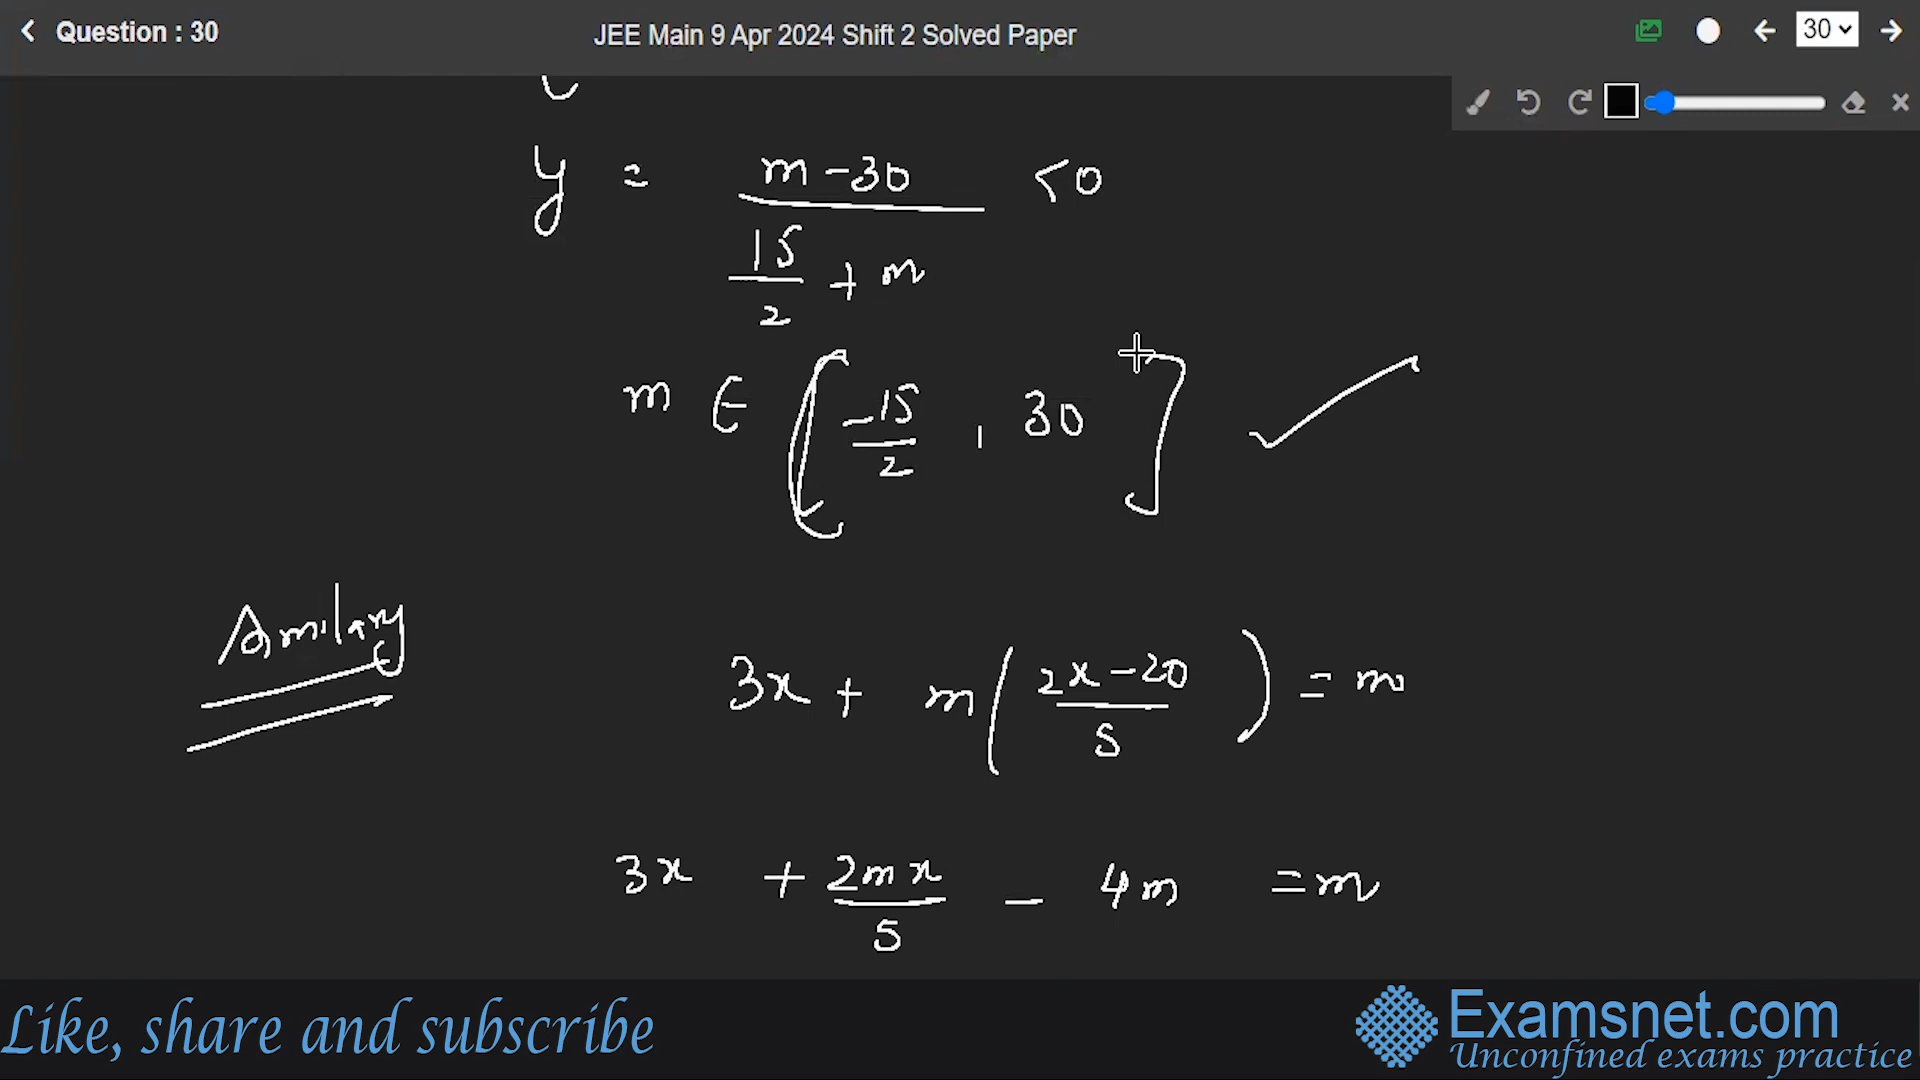 Question : 30
JEE Main 9 Apr 2024 Shift 2 Solved Paper
30
y = (m - 30) / (15/2 + m) < 0
m ∈ [ -15/2 , 30 ]
3x + m ( (2x - 20) / 5 ) = m
3x + 2mx/5 - 4m = m
Like, share and subscribe
Examsnet.com
Unconfined exams practice